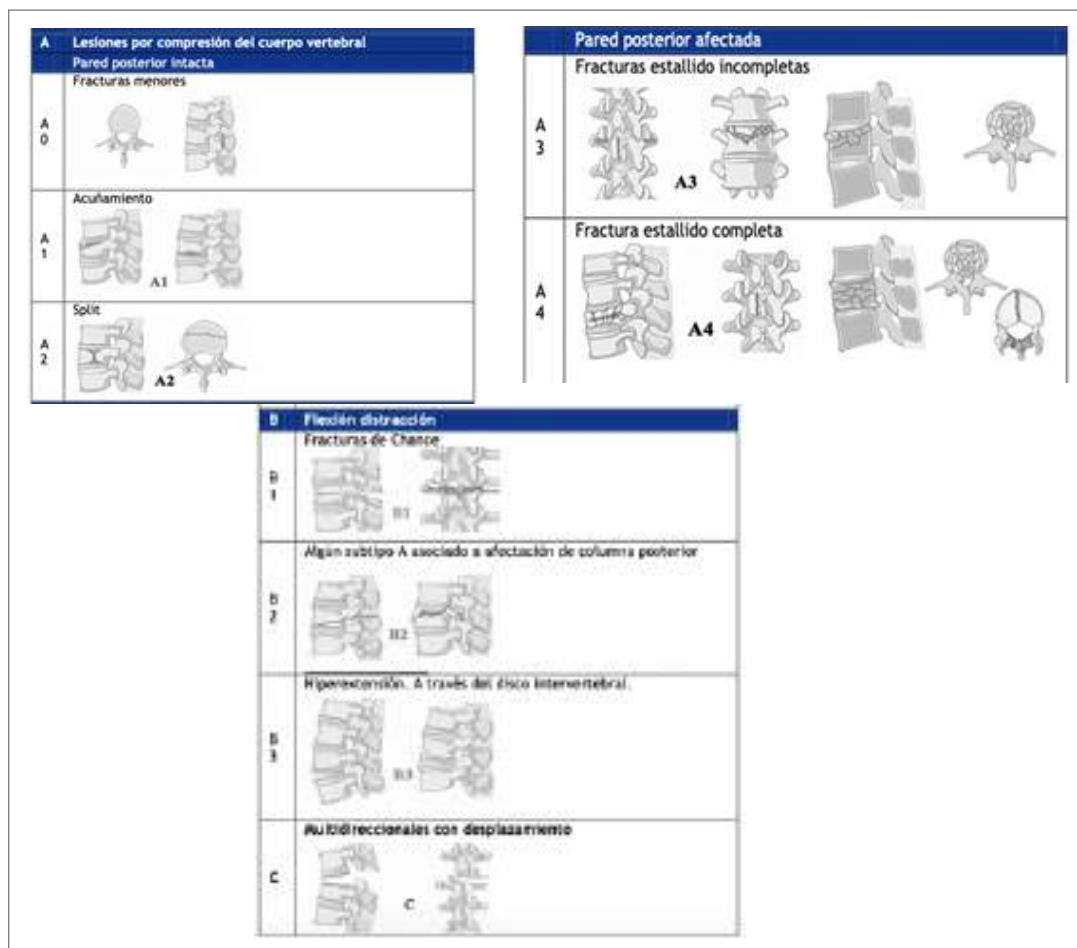 A Lesiones por compresión del cuerpo vertebral
Pared posterior intacta
A
0
Fracturas menores
A
1
Acuñamiento
A1
A
2
Split
A2
Pared posterior afectada
A
3
Fracturas estallido incompletas
A3
A
4
Fractura estallido completa
A4
B Flexión distracción
B
1
Fracturas de Chance
B1
B
2
Algún subtipo A asociado a afectación de columna posterior
B2
B
3
Hiperextensión. A través del disco intervertebral.
B3
C
Multidireccionales con desplazamiento
C